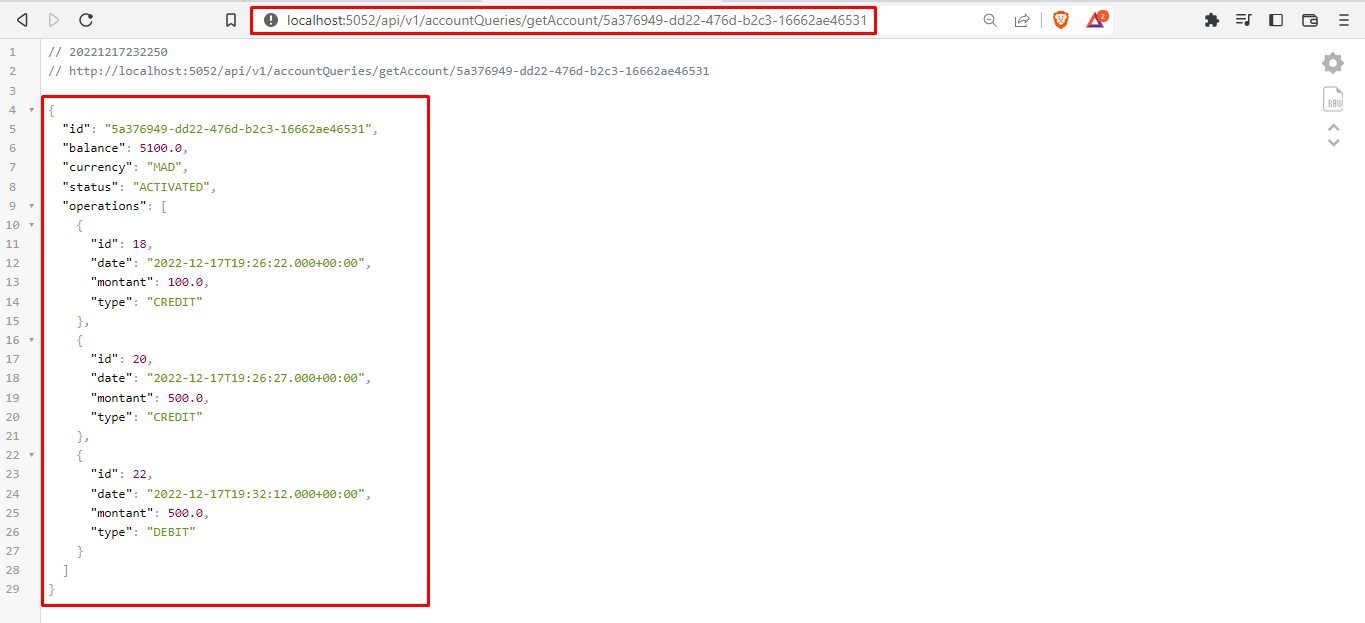 localhost:5052/api/v1/accountQueries/getAccount/5a376949-dd22-476d-b2c3-16662ae46531
2
1 // 20221217232250
2 // http://localhost:5052/api/v1/accountQueries/getAccount/5a376949-dd22-476d-b2c3-16662ae46531
3
4 {
5 "id": "5a376949-dd22-476d-b2c3-16662ae46531",
6 "balance": 5100.0,
7 "currency": "MAD",
8 "status": "ACTIVATED",
9 "operations": [
10 {
11 "id": 18,
12 "date": "2022-12-17T19:26:22.000+00:00",
13 "montant": 100.0,
14 "type": "CREDIT"
15 },
16 {
17 "id": 20,
18 "date": "2022-12-17T19:26:27.000+00:00",
19 "montant": 500.0,
20 "type": "CREDIT"
21 },
22 {
23 "id": 22,
24 "date": "2022-12-17T19:32:12.000+00:00",
25 "montant": 500.0,
26 "type": "DEBIT"
27 }
28 ]
29 }
RAW